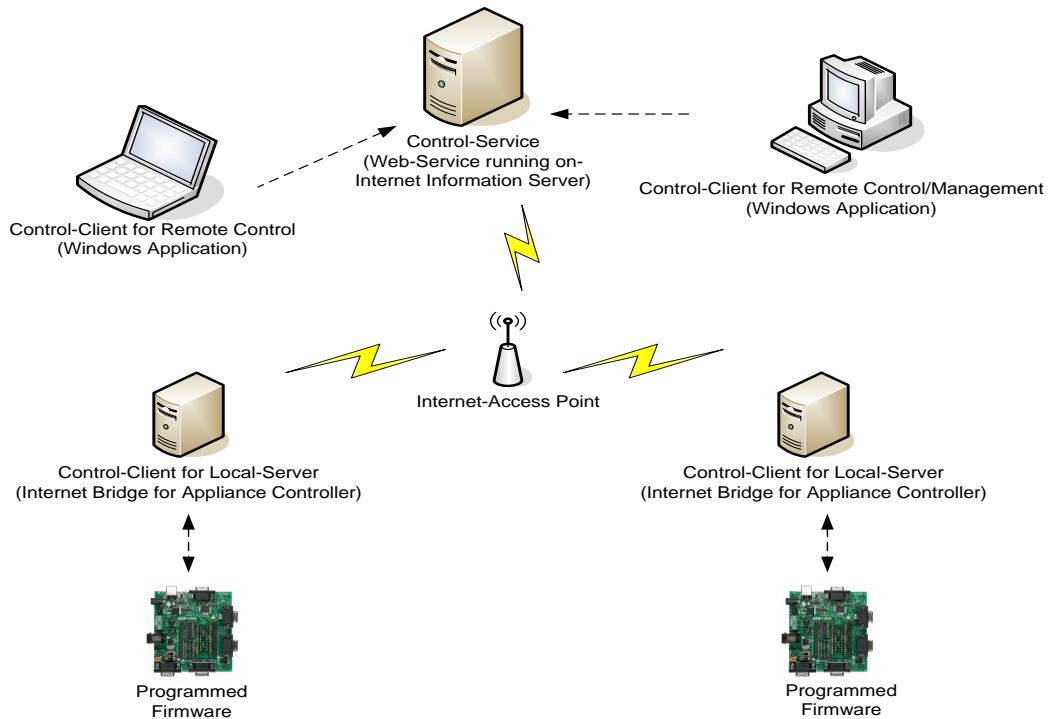 Control-Service
(Web-Service running on-
Internet Information Server)
Control-Client for Remote Control
(Windows Application)
Control-Client for Remote Control/Management
(Windows Application)
Internet-Access Point
Control-Client for Local-Server
(Internet Bridge for Appliance Controller)
Control-Client for Local-Server
(Internet Bridge for Appliance Controller)
Programmed
Firmware
Programmed
Firmware